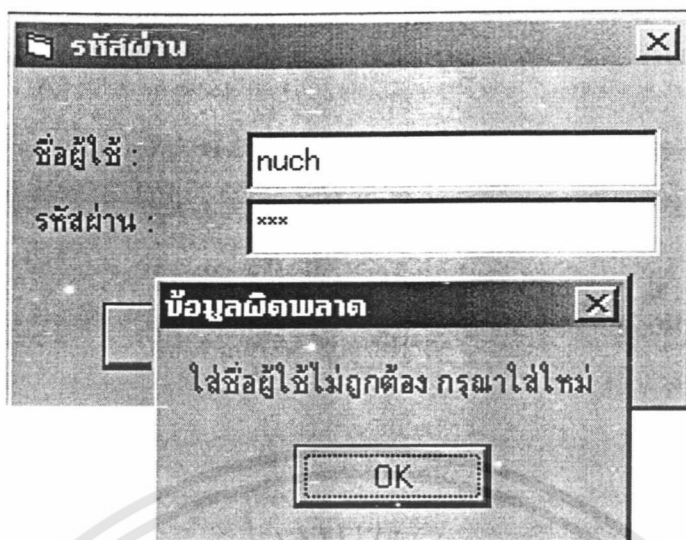 รหัสผ่าน
ชื่อผู้ใช้ : nuch
รหัสผ่าน : ***
ข้อมูลผิดพลาด
ใส่ชื่อผู้ใช้ไม่ถูกต้อง กรุณาใส่ใหม่
OK